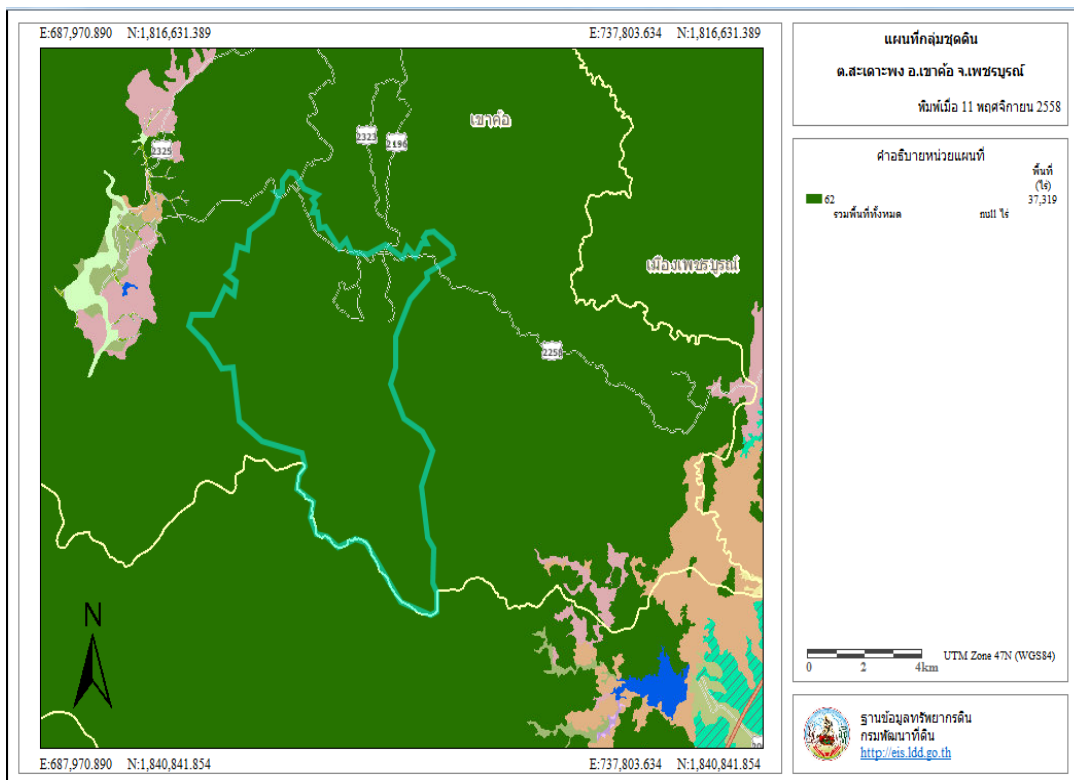 E:687,970.890 N:1,816,631.389
E:737,803.634 N:1,816,631.389
แผนที่กลุ่มชุดดิน
ต.สะเดาะพง อ.เขาค้อ จ.เพชรบูรณ์
พิมพ์เมื่อ 11 พฤศจิกายน 2558
เขาค้อ
2323
2196
2325
เมืองเพชรบูรณ์
2258
คำอธิบายหน่วยแผนที่
พื้นที่
(ไร่)
62 37,319
รวมพื้นที่ทั้งหมด null ไร่
N
0 2 4km
UTM Zone 47N (WGS84)
ฐานข้อมูลทรัพยากรดิน
กรมพัฒนาที่ดิน
http://eis.ldd.go.th
E:687,970.890 N:1,840,841.854
E:737,803.634 N:1,840,841.854